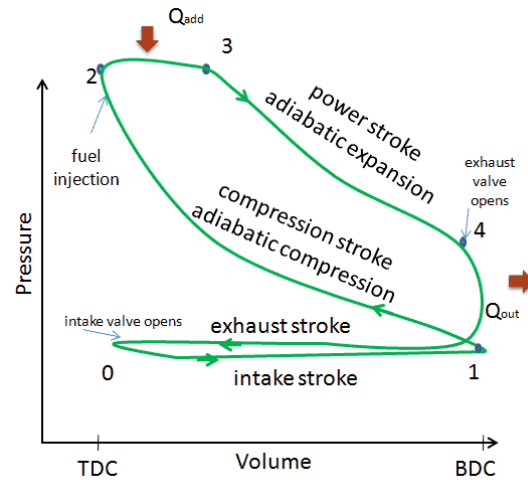 Qadd
3
2
power stroke
adiabatic expansion
fuel
injection
exhaust
valve
opens
4
compression stroke
adiabatic compression
Pressure
Qout
intake valve opens
exhaust stroke
0
intake stroke
1
TDC
Volume
BDC